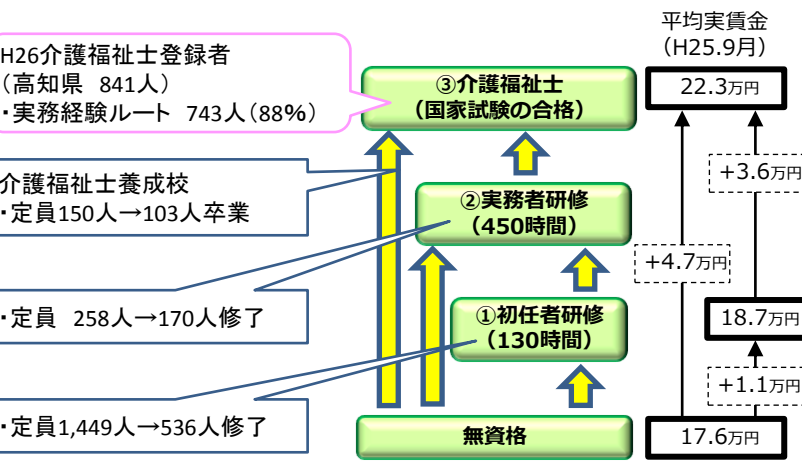 平均実賃金
（H25.9月）
H26介護福祉士登録者
（高知県 841人）
・実務経験ルート 743人（88%）
③介護福祉士
（国家試験の合格）
22.3万円
+3.6万円
介護福祉士養成校
・定員150人→103人卒業
②実務者研修
（450時間）
+4.7万円
・定員 258人→170人修了
①初任者研修
（130時間）
18.7万円
+1.1万円
・定員1,449人→536人修了
無資格
17.6万円